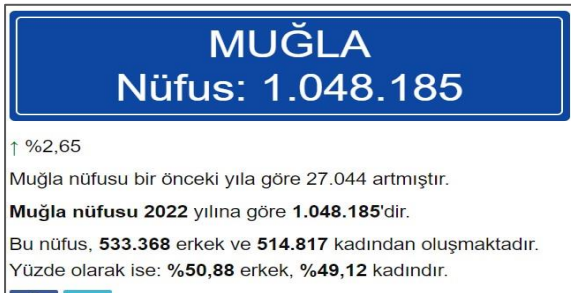 MUĞLA
Nüfus: 1.048.185
↑ %2,65
Muğla nüfusu bir önceki yıla göre 27.044 artmıştır.
Muğla nüfusu 2022 yılına göre 1.048.185'dir.
Bu nüfus, 533.368 erkek ve 514.817 kadından oluşmaktadır.
Yüzde olarak ise: %50,88 erkek, %49,12 kadındır.